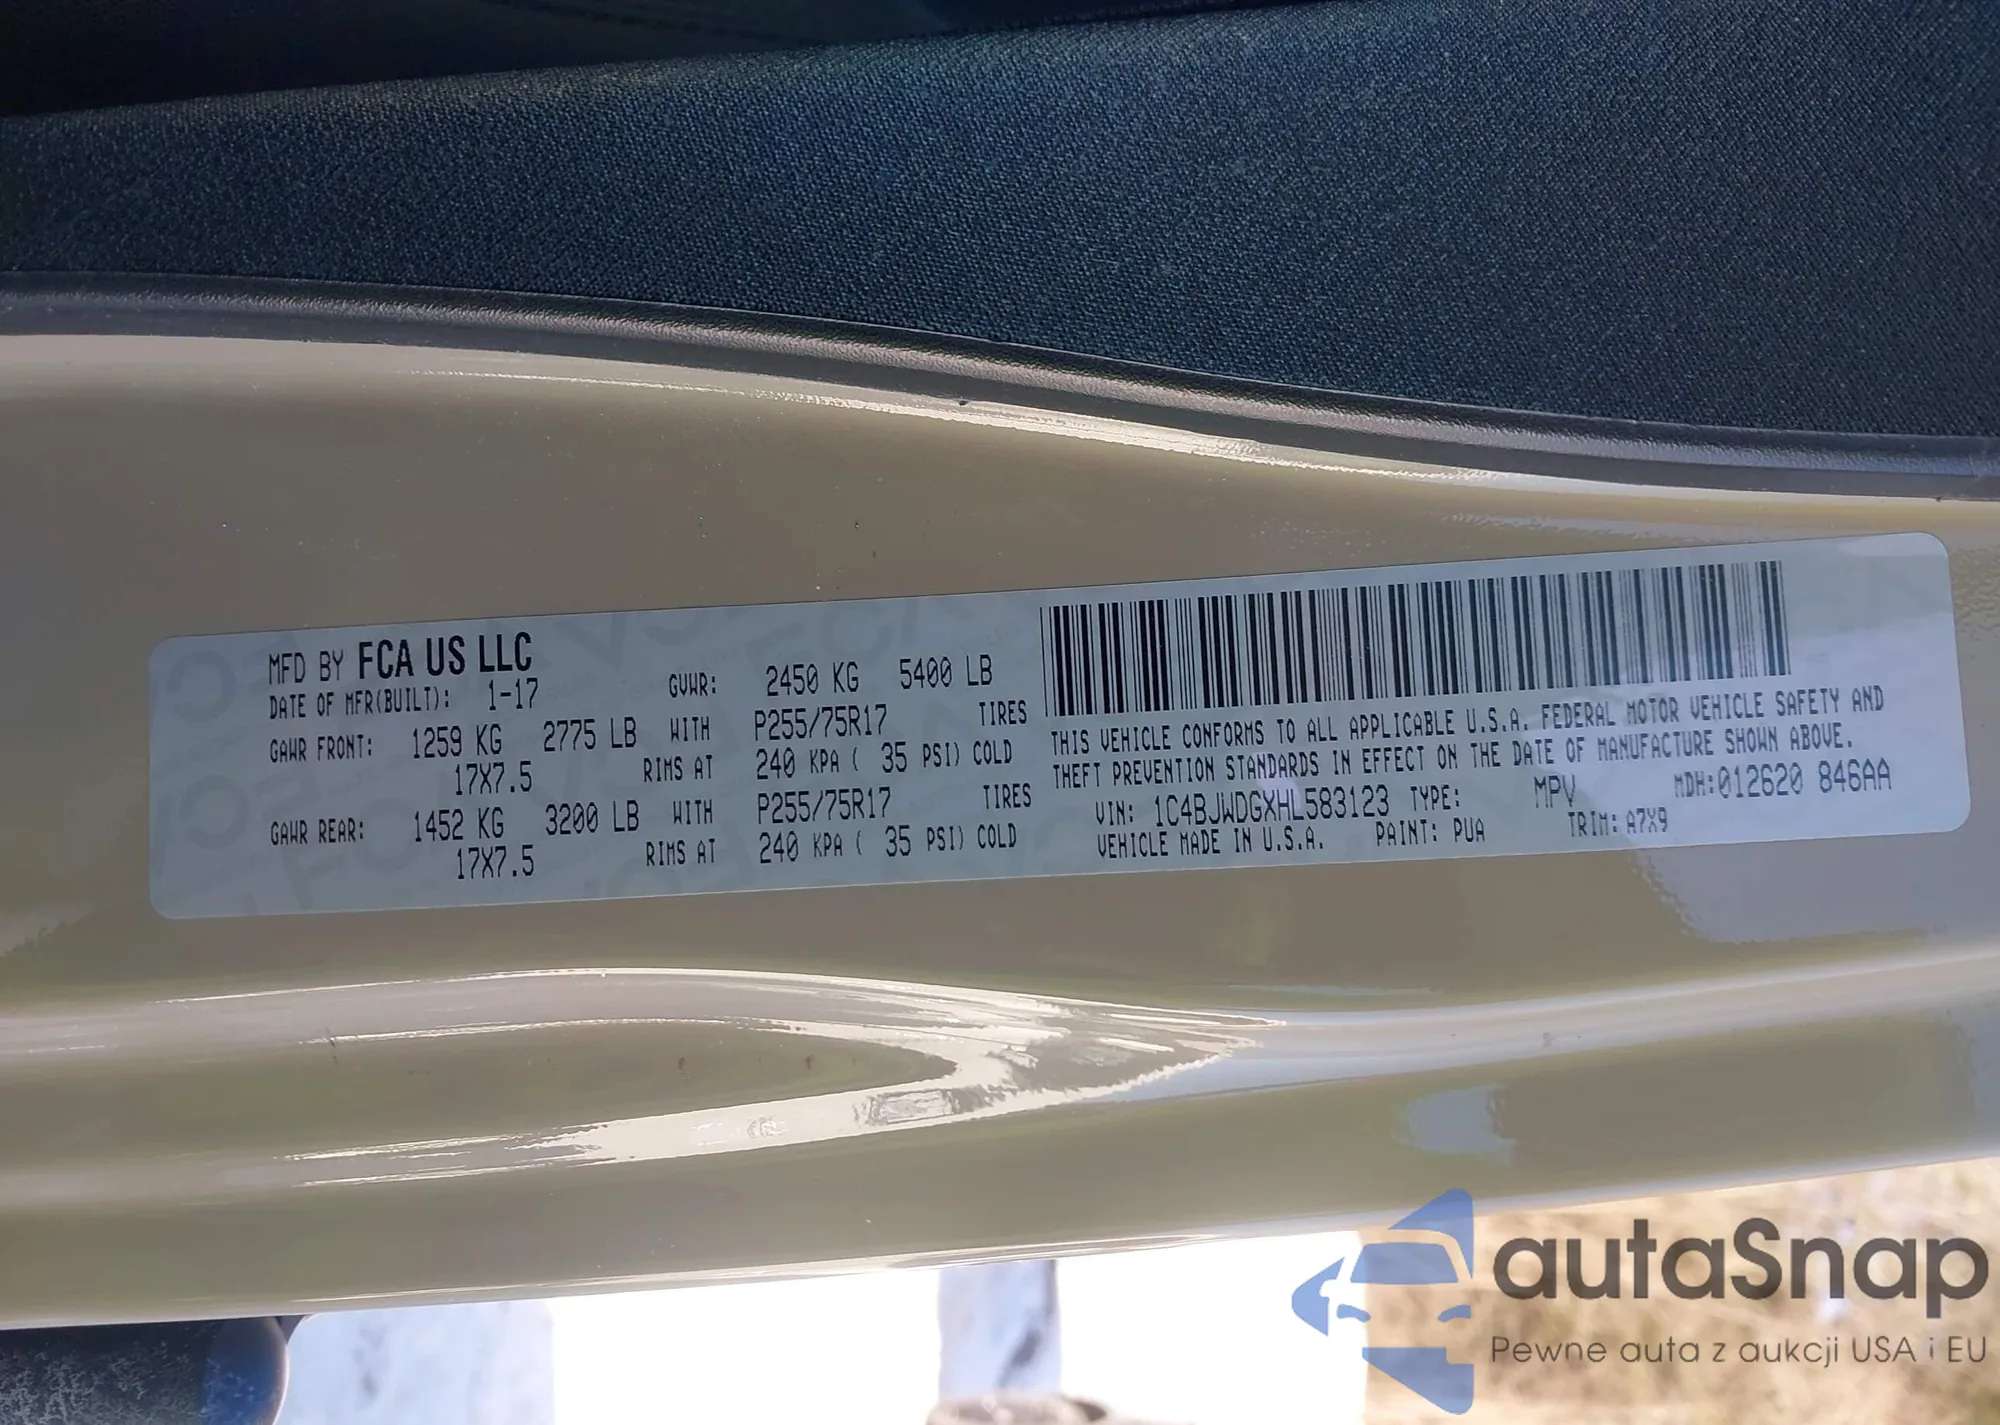 MFD BY FCA US LLC
DATE OF MFR(BUILT): 1-17 GVWR: 2450 KG 5400 LB
GAWR FRONT: 1259 KG 2775 LB WITH P255/75R17 TIRES
17X7.5 RIMS AT 240 KPA ( 35 PSI) COLD
GAWR REAR: 1452 KG 3200 LB WITH P255/75R17 TIRES
17X7.5 RIMS AT 240 KPA ( 35 PSI) COLD
THIS VEHICLE CONFORMS TO ALL APPLICABLE U.S.A. FEDERAL MOTOR VEHICLE SAFETY AND
THEFT PREVENTION STANDARDS IN EFFECT ON THE DATE OF MANUFACTURE SHOWN ABOVE.
VIN: 1C4BJWDGXHL583123 TYPE: MPV MDH:012620 846AA
VEHICLE MADE IN U.S.A. PAINT: PUA TRIM: A7X9
autaSnap
Pewne auta z aukcji USA i EU